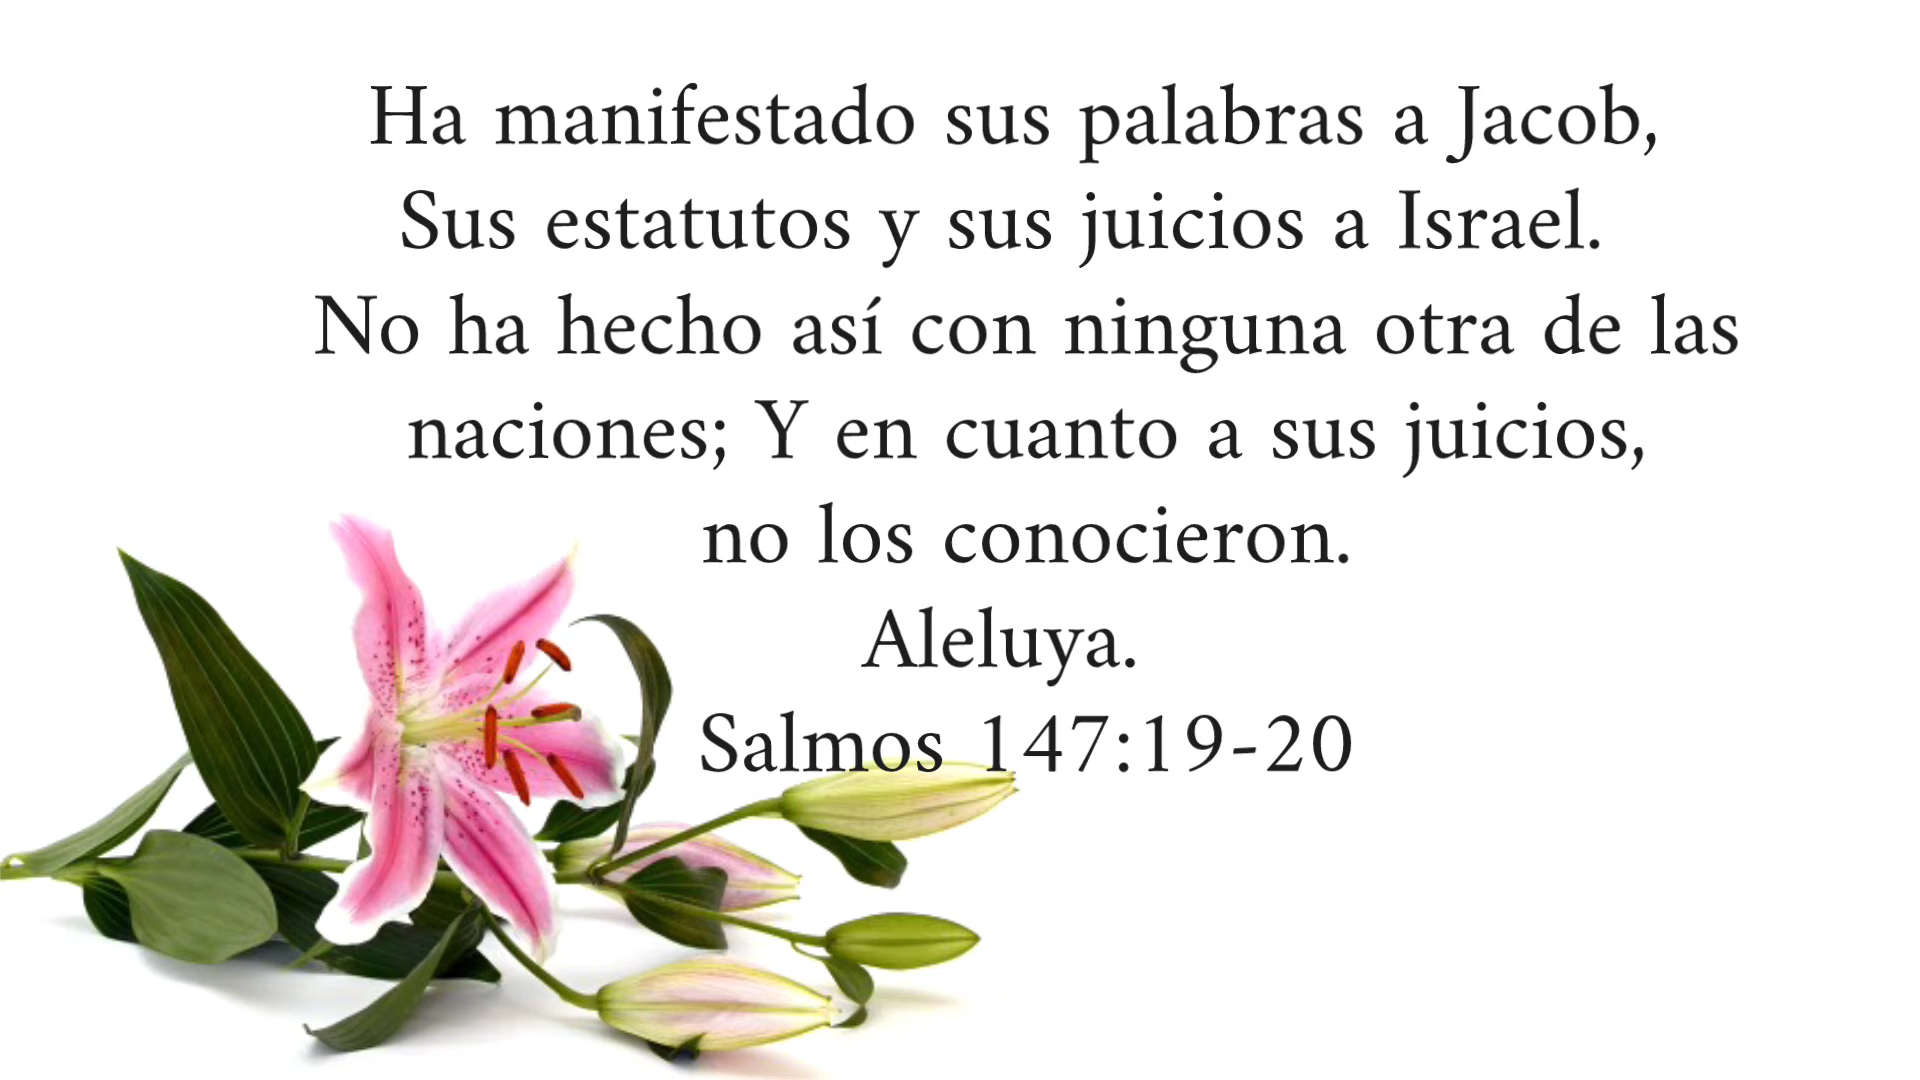 Ha manifestado sus palabras a Jacob,
Sus estatutos y sus juicios a Israel.
No ha hecho así con ninguna otra de las
naciones; Y en cuanto a sus juicios,
no los conocieron.
Aleluya.
Salmos 147:19-20